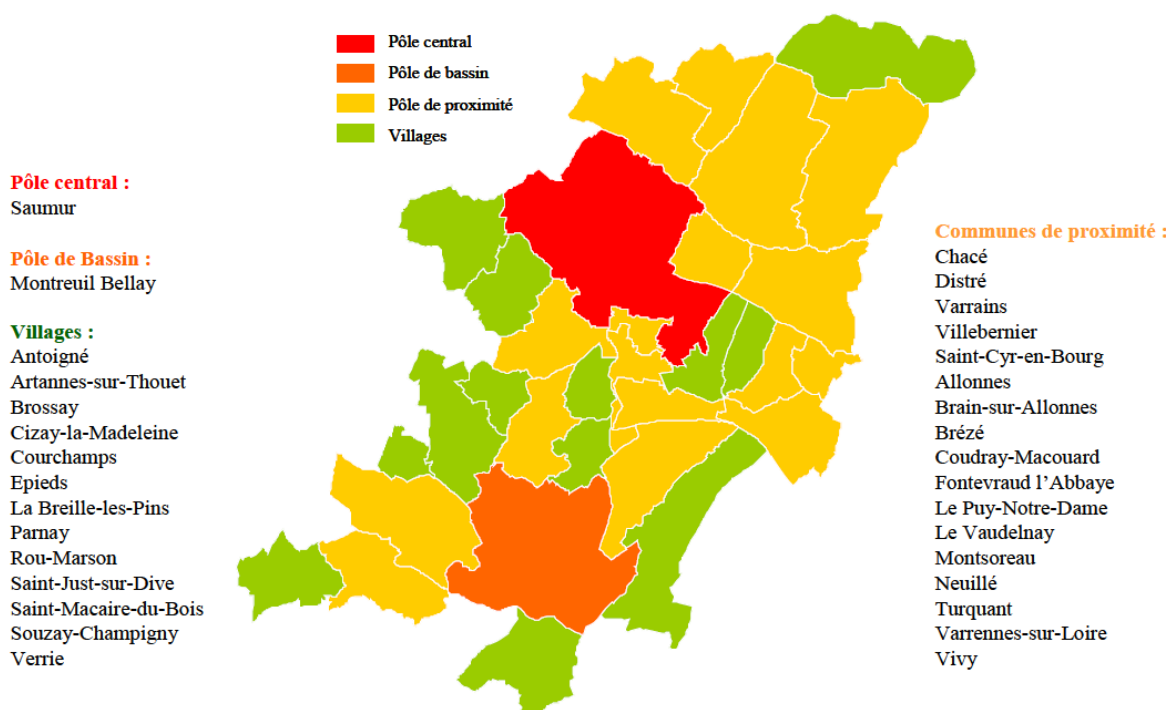 Pôle central
Pôle de bassin
Pôle de proximité
Villages
Pôle central :
Saumur
Pôle de Bassin :
Montreuil Bellay
Villages :
Antoigné
Artannes-sur-Thouet
Brossay
Cizay-la-Madeleine
Courchamps
Epieds
La Breille-les-Pins
Parnay
Rou-Marson
Saint-Just-sur-Dive
Saint-Macaire-du-Bois
Souzay-Champigny
Verrie
Communes de proximité :
Chacé
Distré
Varrains
Villebernier
Saint-Cyr-en-Bourg
Allonnes
Brain-sur-Allonnes
Brézé
Coudray-Macouard
Fontevraud l’Abbaye
Le Puy-Notre-Dame
Le Vaudelnay
Montsoreau
Neuillé
Turquant
Varrennes-sur-Loire
Vivy